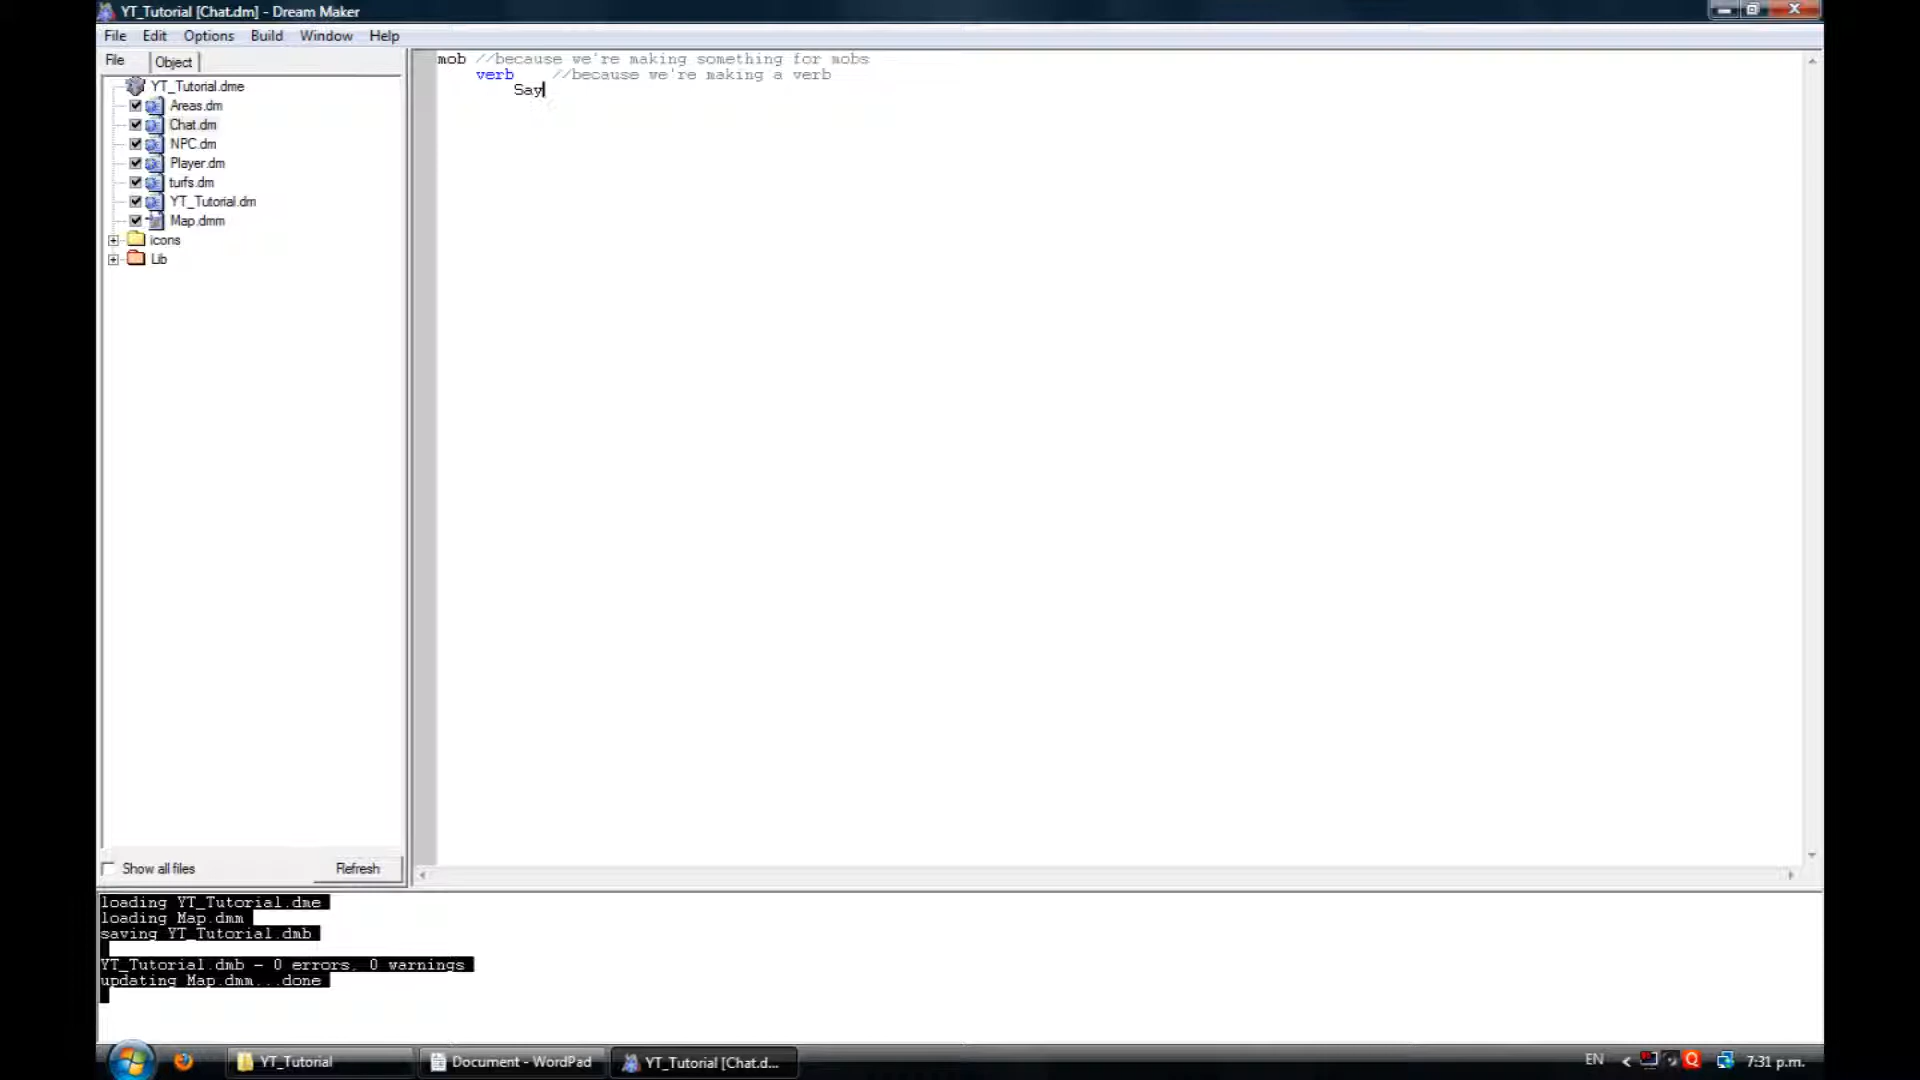 YT_Tutorial [Chat.dm] - Dream Maker
File Edit Options Build Window Help
File Object
YT_Tutorial.dme
Areas.dm
Chat.dm
NPC.dm
Player.dm
turfs.dm
YT_Tutorial.dm
Map.dmm
icons
Lib
mob //because we're making something for mobs
verb //because we're making a verb
Say
Show all files Refresh
loading YT_Tutorial.dme
loading Map.dmm
saving YT_Tutorial.dmb
YT_Tutorial.dmb - 0 errors, 0 warnings
updating Map.dmm...done
YT_Tutorial Document - WordPad YT_Tutorial [Chat.d... EN < Q 7:31 p.m.